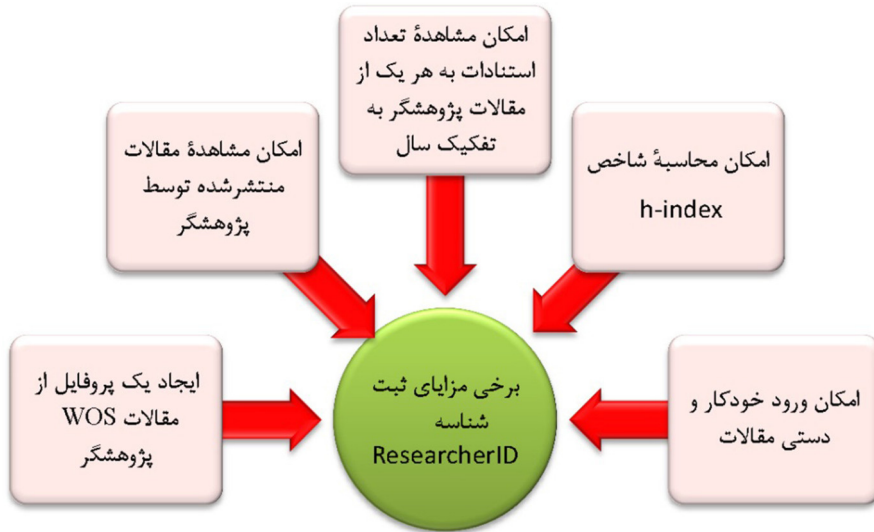 امکان مشاهدهٔ تعداد
استنادات به هر یک از
مقالات پژوهشگر به
تفکیک سال
امکان محاسبهٔ شاخص
h-index
امکان مشاهدهٔ مقالات
منتشرشده توسط
پژوهشگر
امکان ورود خودکار و
دستی مقالات
برخی مزایای ثبت
شناسه
ResearcherID
ایجاد یک پروفایل از
مقالات WOS
پژوهشگر